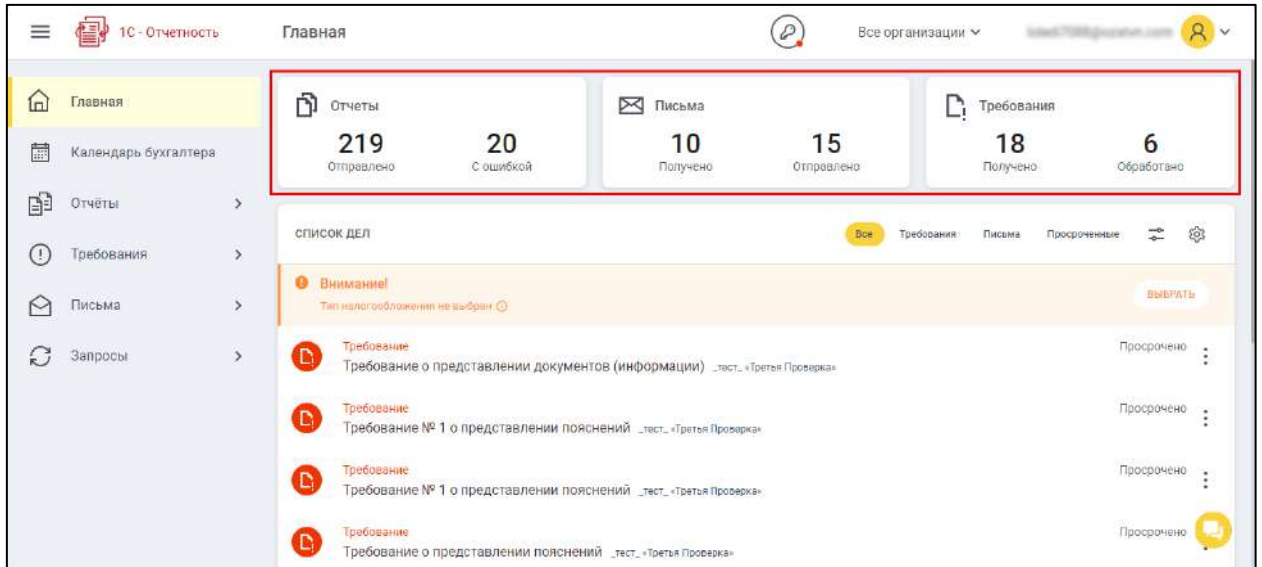 1С - Отчетность
Главная
Все организации
Главная
Календарь бухгалтера
Отчёты
Требования
Письма
Запросы
Отчеты
219
Отправлено
20
С ошибкой
Письма
10
Получено
15
Отправлено
Требования
18
Получено
6
Обработано
СПИСОК ДЕЛ
Все
Требования
Письма
Просроченные
Внимание!
Тип налогообложения не выбран
ВЫБРАТЬ
Требование
Требование о представлении документов (информации) _тест_ «Третья Проверка»
Просрочено
Требование
Требование № 1 о представлении пояснений _тест_ «Третья Проверка»
Просрочено
Требование
Требование № 1 о представлении пояснений _тест_ «Третья Проверка»
Просрочено
Требование
Требование о представлении пояснений _тест_ «Третья Проверка»
Просрочено